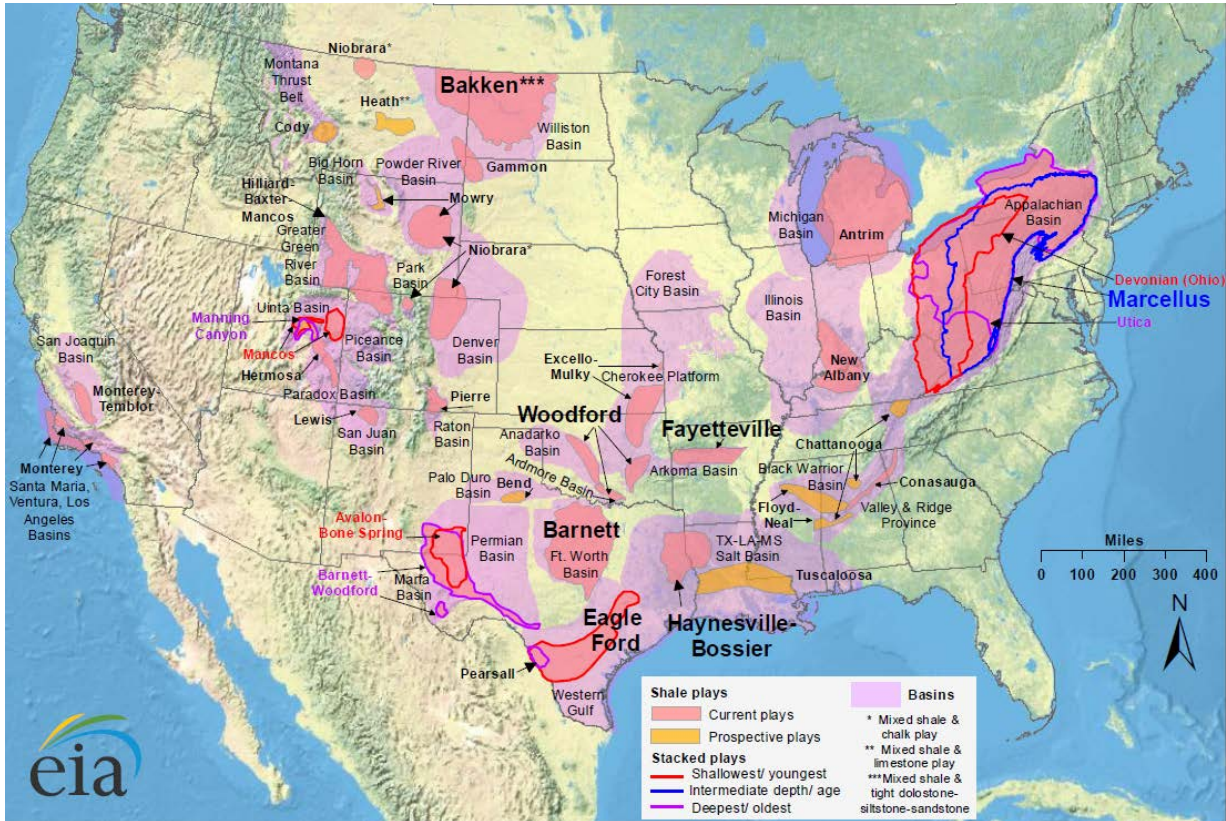 Niobrara*
Montana
Thrust
Belt
Bakken***
Heath**
Cody
Williston
Basin
Big Horn
Basin
Powder River
Basin
Gammon
Hilliard-
Baxter-
Mancos
Mowry
Greater
Green
River
Basin
Niobrara*
Park
Basin
Michigan
Basin
Antrim
Appalachian
Basin
Devonian (Ohio)
Marcellus
Utica
Forest
City Basin
Illinois
Basin
Uinta Basin
Manning
Canyon
Mancos
Piceance
Basin
Denver
Basin
San Joaquin
Basin
Hermosa
Paradox Basin
Monterey-
Temblor
Excello-
Mulky
Cherokee Platform
New
Albany
Lewis
San Juan
Basin
Pierre
Raton
Basin
Woodford
Anadarko
Basin
Fayetteville
Arkoma Basin
Chattanooga
Monterey
Santa Maria,
Ventura, Los
Angeles
Basins
Palo Duro
Basin
Bend
Ardmore Basin
Black Warrior
Basin
Conasauga
Floyd-
Neal
Valley & Ridge
Province
Avalon-
Bone Spring
Permian
Basin
Barnett
Ft. Worth
Basin
TX-LA-MS
Salt Basin
Tuscaloosa
Barnett-
Woodford
Marfa
Basin
Eagle
Ford
Haynesville-
Bossier
Pearsall
Western
Gulf
Miles
0 100 200 300 400
N
Shale plays
Current plays
Prospective plays
Stacked plays
Shallowest/ youngest
Intermediate depth/ age
Deepest/ oldest
Basins
* Mixed shale &
chalk play
** Mixed shale &
limestone play
***Mixed shale &
tight dolostone-
siltstone-sandstone
eia